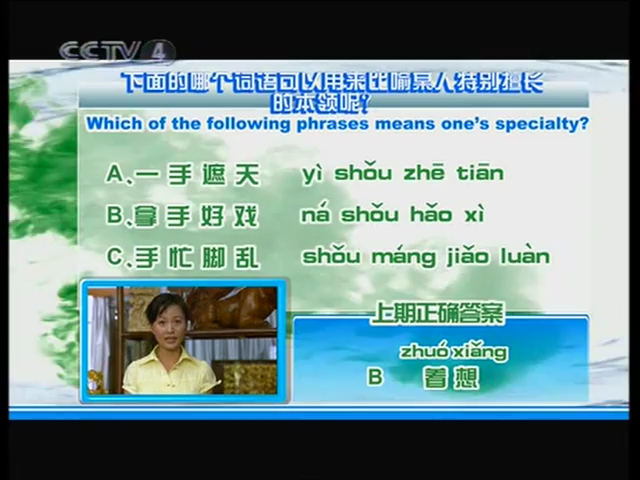 CCTV 4
下面的哪个词语可以用来比喻某人特别擅长
的本领呢?
Which of the following phrases means one's specialty?
A、一手遮天 yì shǒu zhē tiān
B、拿手好戏 ná shǒu hǎo xì
C、手忙脚乱 shǒu máng jiǎo luàn
上期正确答案
zhuó xiǎng
B 着想